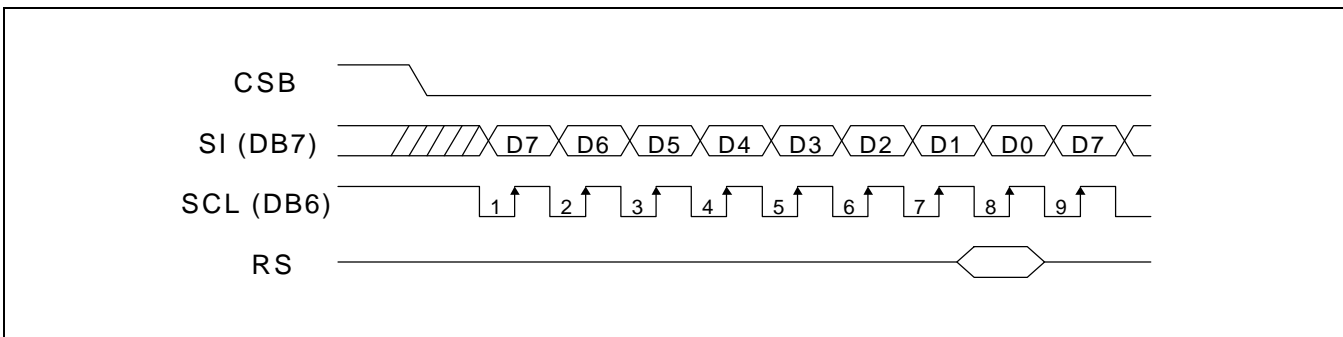 CSB
SI (DB7) D7 D6 D5 D4 D3 D2 D1 D0 D7
SCL (DB6) 1 2 3 4 5 6 7 8 9
RS